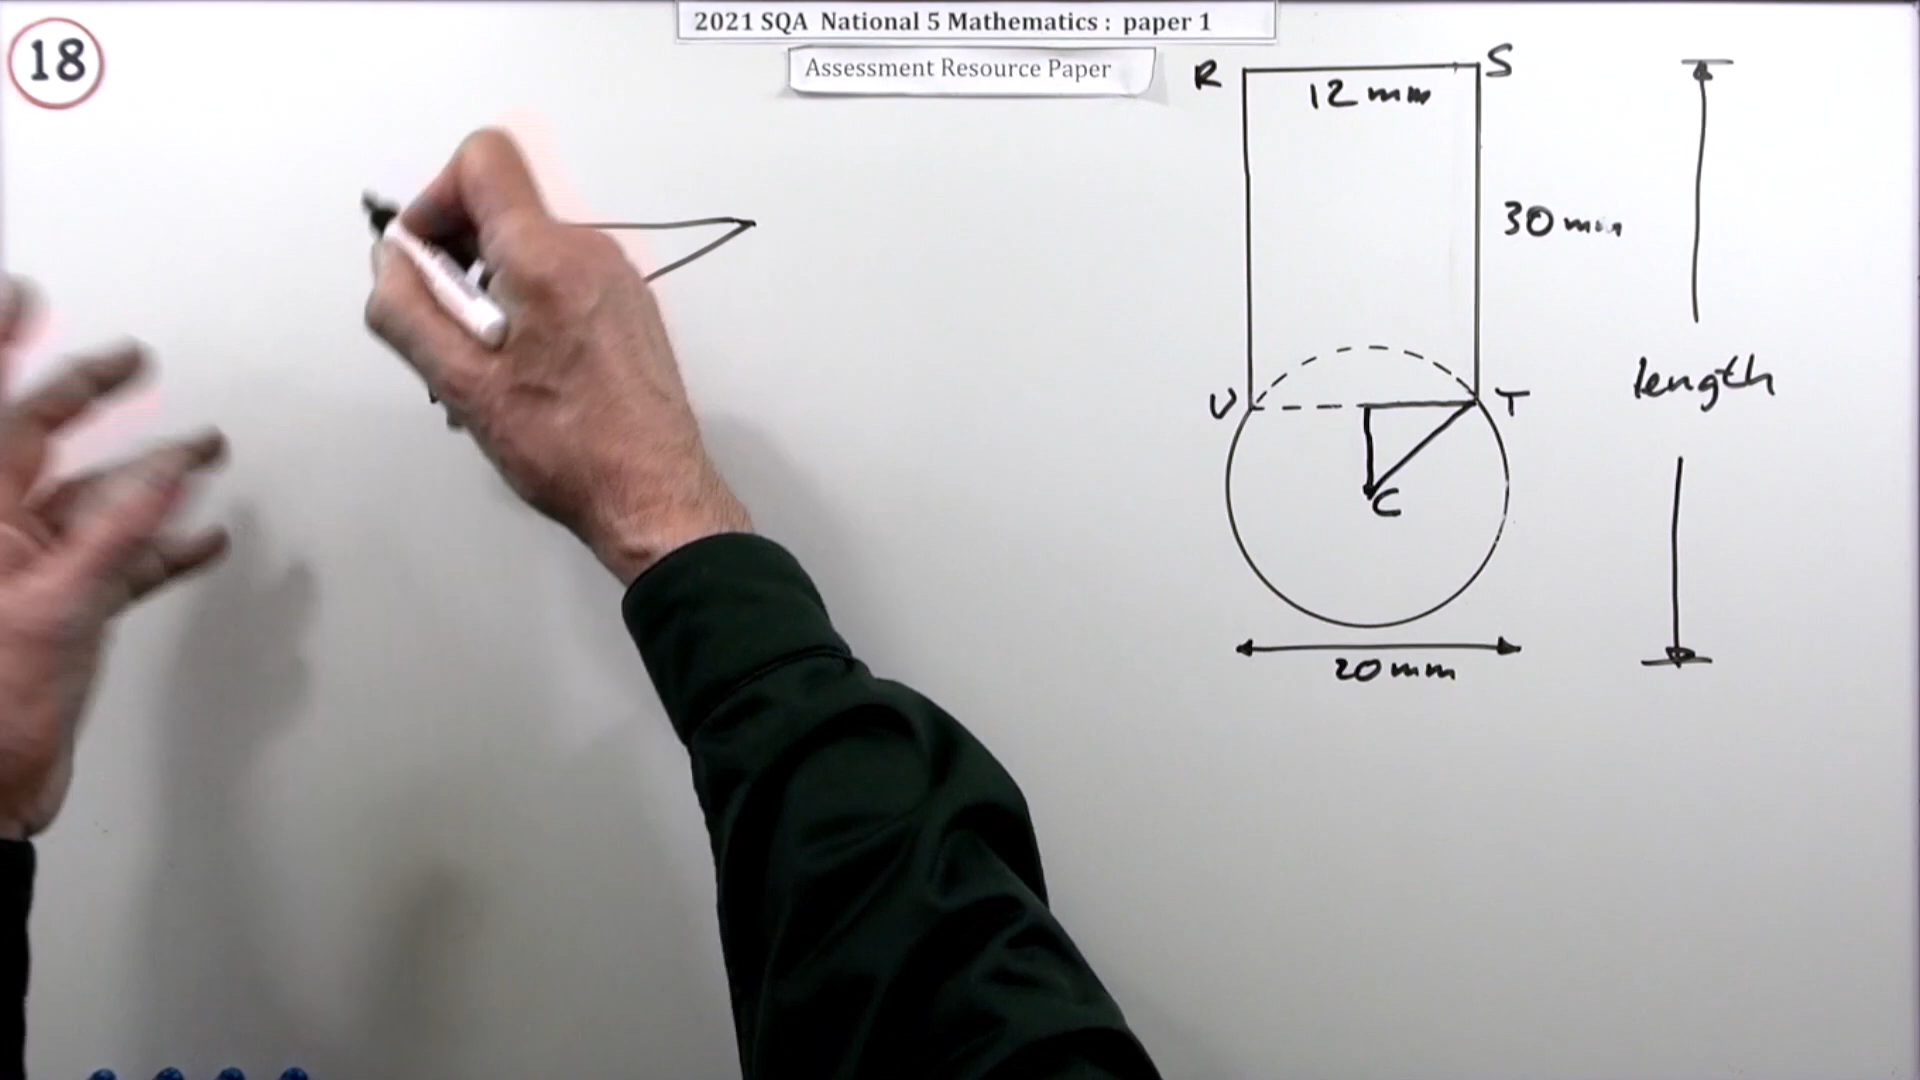 18
2021 SQA National 5 Mathematics : paper 1
Assessment Resource Paper
R
S
12 mm
30 mm
length
U
T
C
20 mm